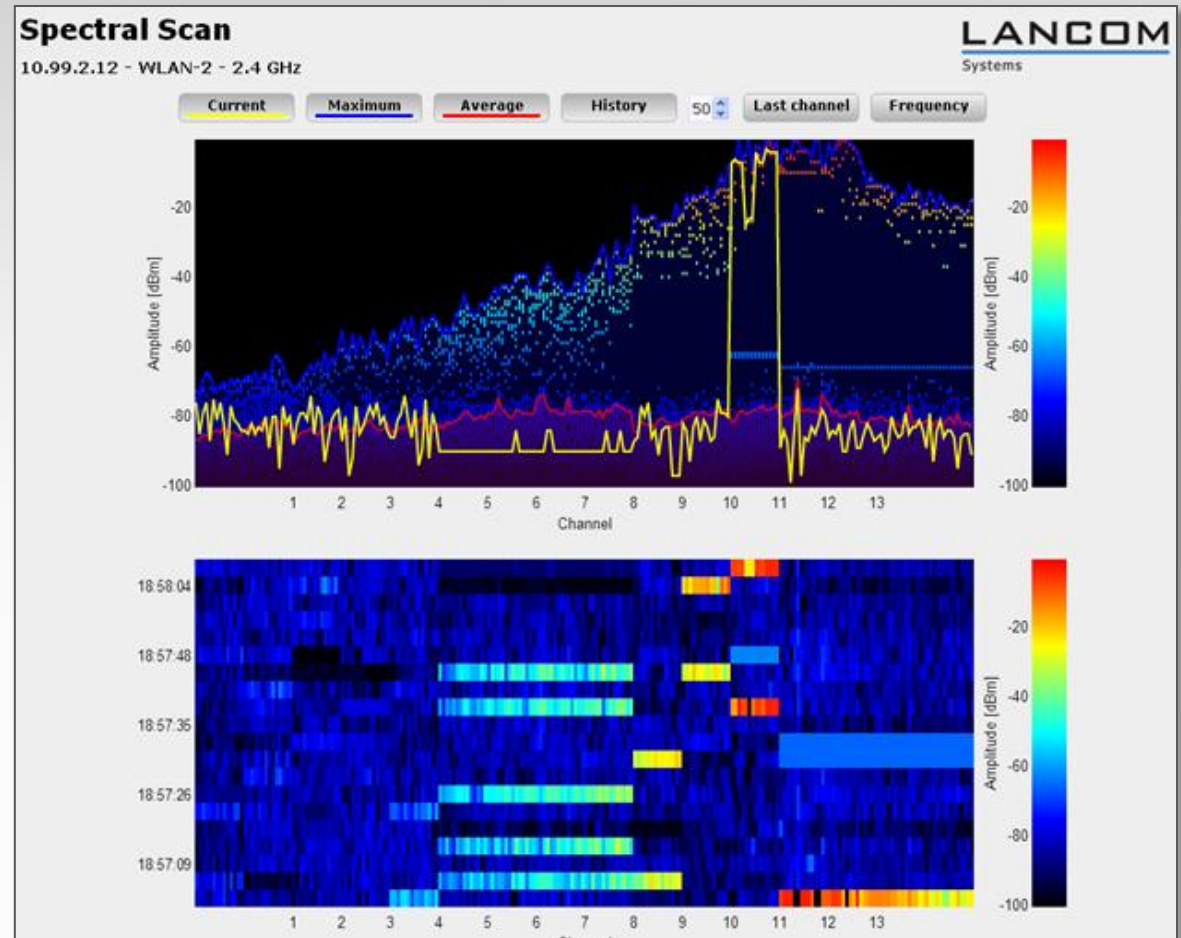 Spectral Scan
LANCOM
Systems
10.99.2.12 - WLAN-2 - 2.4 GHz
Current Maximum Average History 50 Last channel Frequency
-20 -20
-40 -40
-60 -60
-80 -80
-100 -100
Amplitude [dBm]
Amplitude [dBm]
1 2 3 4 5 6 7 8 9 10 11 12 13
Channel
18:58:04
18:57:48
18:57:35
18:57:26
18:57:09
-20
-40
-60
-80
-100
Amplitude [dBm]
1 2 3 4 5 6 7 8 9 10 11 12 13